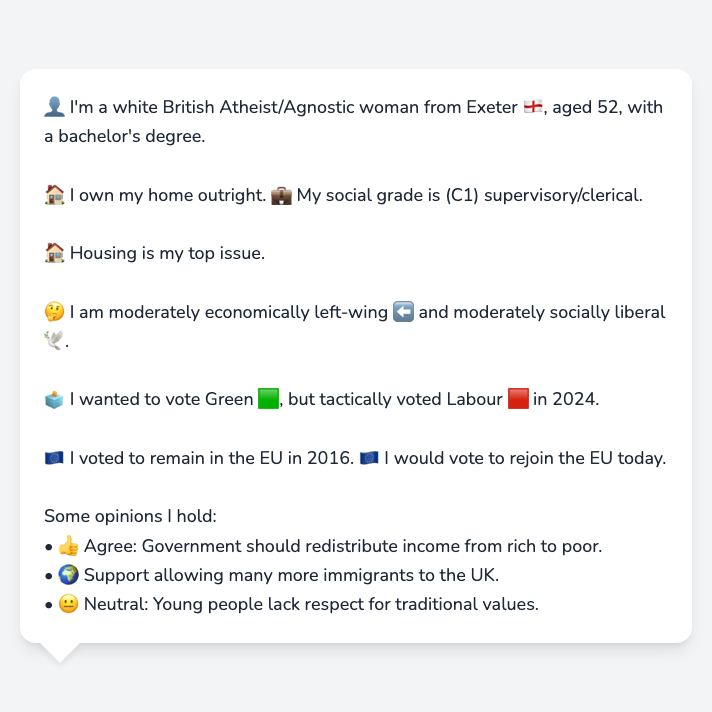 👤 I'm a white British Atheist/Agnostic woman from Exeter 🏴󠁧󠁢󠁥󠁮󠁧󠁿, aged 52, with
a bachelor's degree.
🏠 I own my home outright. 💼 My social grade is (C1) supervisory/clerical.
🏠 Housing is my top issue.
🤔 I am moderately economically left-wing ⬅️ and moderately socially liberal
🕊️.
🗳️ I wanted to vote Green 🟩, but tactically voted Labour 🟥 in 2024.
🇪🇺 I voted to remain in the EU in 2016. 🇪🇺 I would vote to rejoin the EU today.
Some opinions I hold:
• 👍 Agree: Government should redistribute income from rich to poor.
• 🌍 Support allowing many more immigrants to the UK.
• 😐 Neutral: Young people lack respect for traditional values.